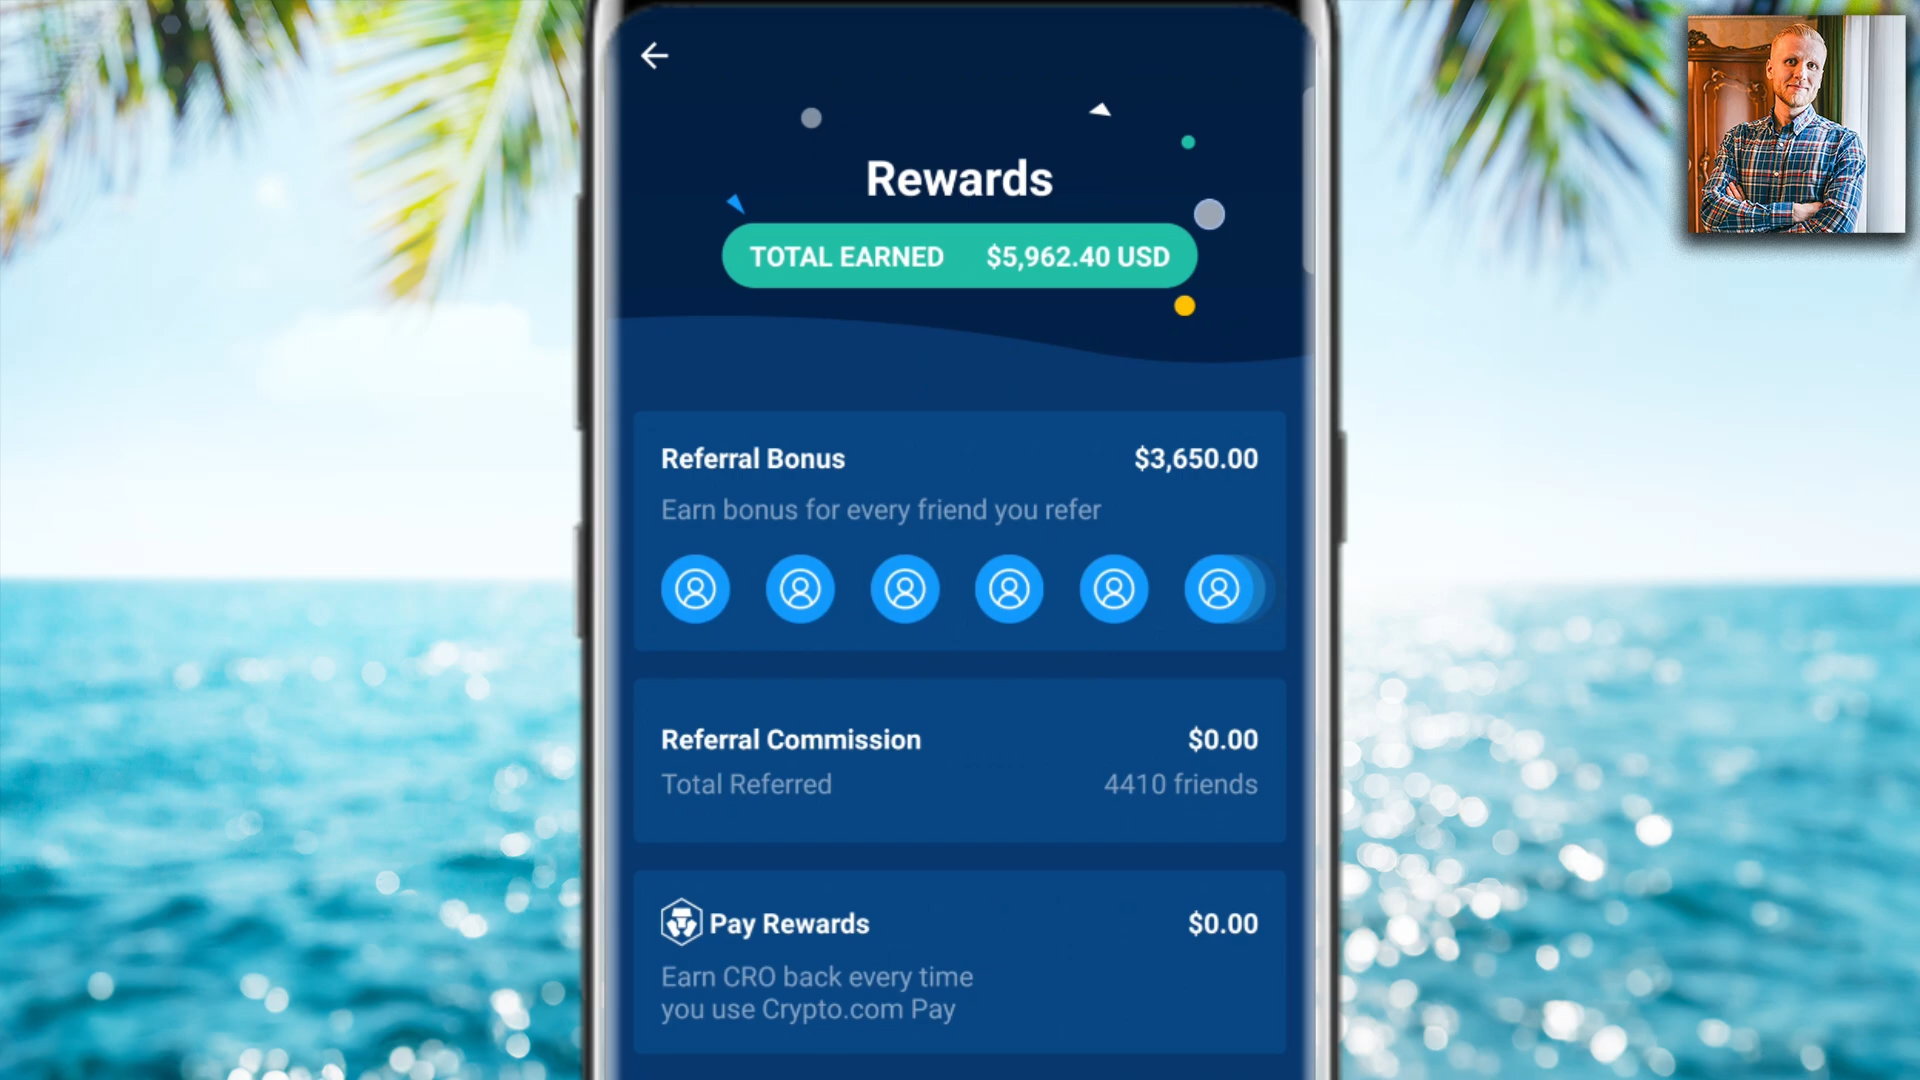 Rewards
TOTAL EARNED $5,962.40 USD
Referral Bonus $3,650.00
Earn bonus for every friend you refer
Referral Commission $0.00
Total Referred 4410 friends
Pay Rewards $0.00
Earn CRO back every time
you use Crypto.com Pay